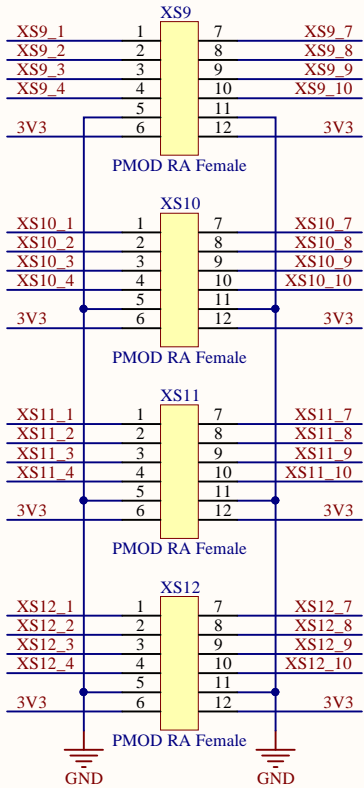 XS9
XS9_1 1 7 XS9_7
XS9_2 2 8 XS9_8
XS9_3 3 9 XS9_9
XS9_4 4 10 XS9_10
5 11
3V3 6 12 3V3
PMOD RA Female
XS10
XS10_1 1 7 XS10_7
XS10_2 2 8 XS10_8
XS10_3 3 9 XS10_9
XS10_4 4 10 XS10_10
5 11
3V3 6 12 3V3
PMOD RA Female
XS11
XS11_1 1 7 XS11_7
XS11_2 2 8 XS11_8
XS11_3 3 9 XS11_9
XS11_4 4 10 XS11_10
5 11
3V3 6 12 3V3
PMOD RA Female
XS12
XS12_1 1 7 XS12_7
XS12_2 2 8 XS12_8
XS12_3 3 9 XS12_9
XS12_4 4 10 XS12_10
5 11
3V3 6 12 3V3
PMOD RA Female
GND GND